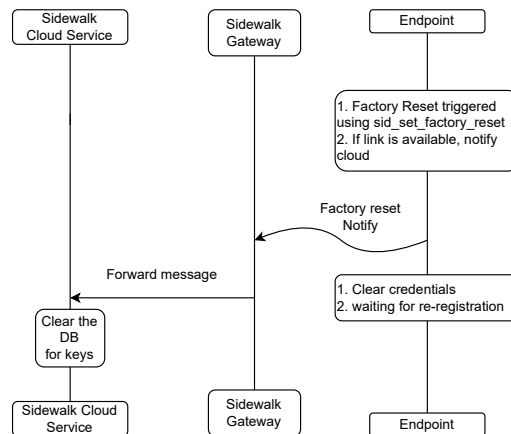 Sidewalk
Cloud Service
Sidewalk
Gateway
Endpoint
1. Factory Reset triggered
using sid_set_factory_reset
2. If link is available, notify
cloud
Factory reset
Notify
Forward message
1. Clear credentials
2. waiting for re-registration
Clear the
DB
for keys
Sidewalk Cloud
Service
Sidewalk
Gateway
Endpoint